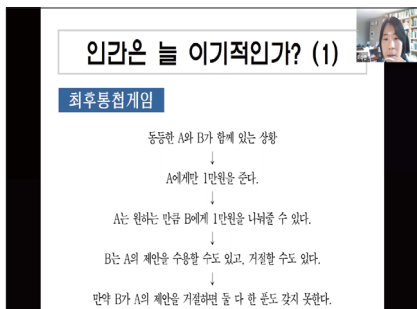 인간은 늘 이기적인가? (1)
최후통첩게임
동등한 A와 B가 함께 있는 상황
↓
A에게만 1만원을 준다.
↓
A는 원하는 만큼 B에게 1만원을 나눠줄 수 있다.
↓
B는 A의 제안을 수용할 수도 있고, 거절할 수도 있다.
↓
만약 B가 A의 제안을 거절하면 둘 다 한 푼도 갖지 못한다.